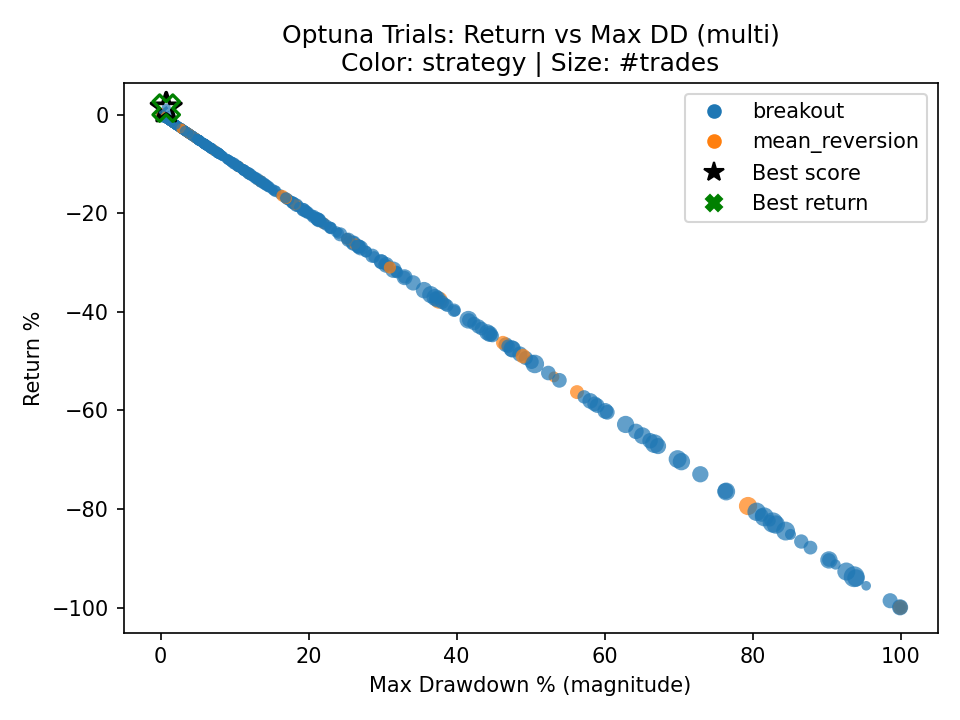 Optuna Trials: Return vs Max DD (multi)
Color: strategy | Size: #trades
breakout
mean_reversion
Best score
Best return
0
−20
−40
−60
−80
−100
Return %
0
20
40
60
80
100
Max Drawdown % (magnitude)